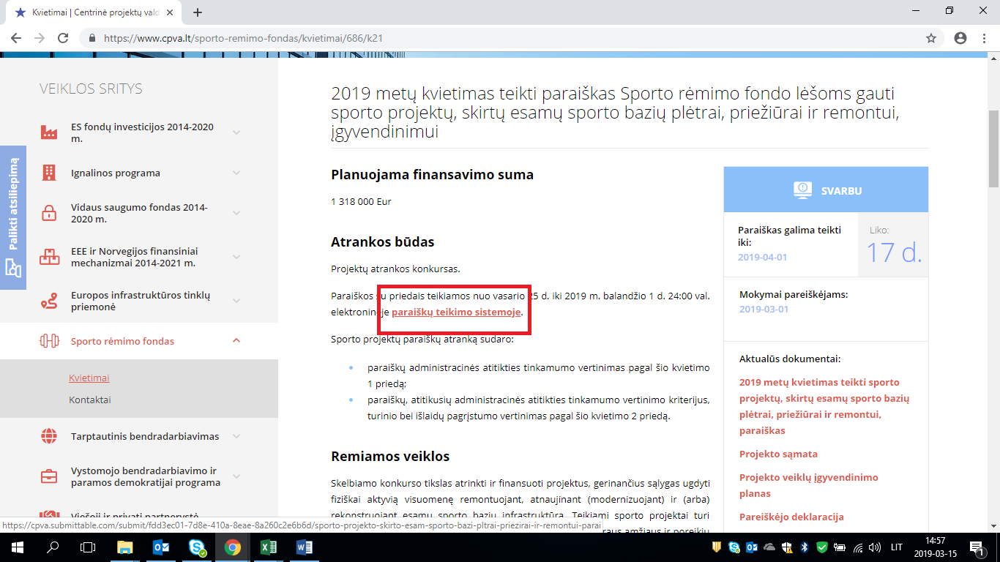 Kvietimai | Centrinė projektų vald
https://www.cpva.lt/sporto-remimo-fondas/kvietimai/686/k21
VEIKLOS SRITYS
ES fondų investicijos 2014-2020
m.
Ignalinos programa
Vidaus saugumo fondas 2014-
2020 m.
EEE ir Norvegijos finansiniai
mechanizmai 2014-2021 m.
Europos infrastruktūros tinklų
priemonė
Sporto rėmimo fondas
Kvietimai
Kontaktai
Tarptautinis bendradarbiavimas
Vystomojo bendradarbiavimo ir
paramos demokratijai programa
Viešoji ir privati partnerystė
Palikti atsiliepimą
2019 metų kvietimas teikti paraiškas Sporto rėmimo fondo lėšoms gauti
sporto projektų, skirtų esamų sporto bazių plėtrai, priežiūrai ir remontui,
įgyvendinimui
Planuojama finansavimo suma
1 318 000 Eur
Atrankos būdas
Projektų atrankos konkursas.
Paraiškos su priedais teikiamos nuo vasario 25 d. iki 2019 m. balandžio 1 d. 24:00 val.
elektroninėje paraiškų teikimo sistemoje.
Sporto projektų paraiškų atranką sudaro:
paraiškų administracinės atitikties tinkamumo vertinimas pagal šio kvietimo
1 priedą;
paraiškų, atitikusių administracinės atitikties tinkamumo vertinimo kriterijus,
turinio bei išlaidų pagrįstumo vertinimas pagal šio kvietimo 2 priedą.
Remiamos veiklos
Skelbiamo konkurso tikslas atrinkti ir finansuoti projektus, gerinančius sąlygas ugdyti
fiziškai aktyvią visuomenę remontuojant, atnaujinant (modernizuojant) ir (arba)
rekonstruojant esamų sporto bazių infrastruktūrą. Teikiami sporto projektai turi
amžiaus ir poreikių
SVARBU
Paraiškas galima teikti
iki:
2019-04-01
Liko:
17 d.
Mokymai pareiškėjams:
2019-03-01
Aktualūs dokumentai:
2019 metų kvietimas teikti sporto
projektų, skirtų esamų sporto bazių
plėtrai, priežiūrai ir remontui,
paraiškas
Projekto sąmata
Projekto veiklų įgyvendinimo
planas
Pareiškėjo deklaracija
https://cpva.submittable.com/submit/fdd3ec01-7d8e-410a-8eae-8a260c2e6b6d/sporto-projekto-skirto-esam-sporto-bazi-pltrai-priezirai-ir-remontui-parai
LIT
14:57
2019-03-15
1